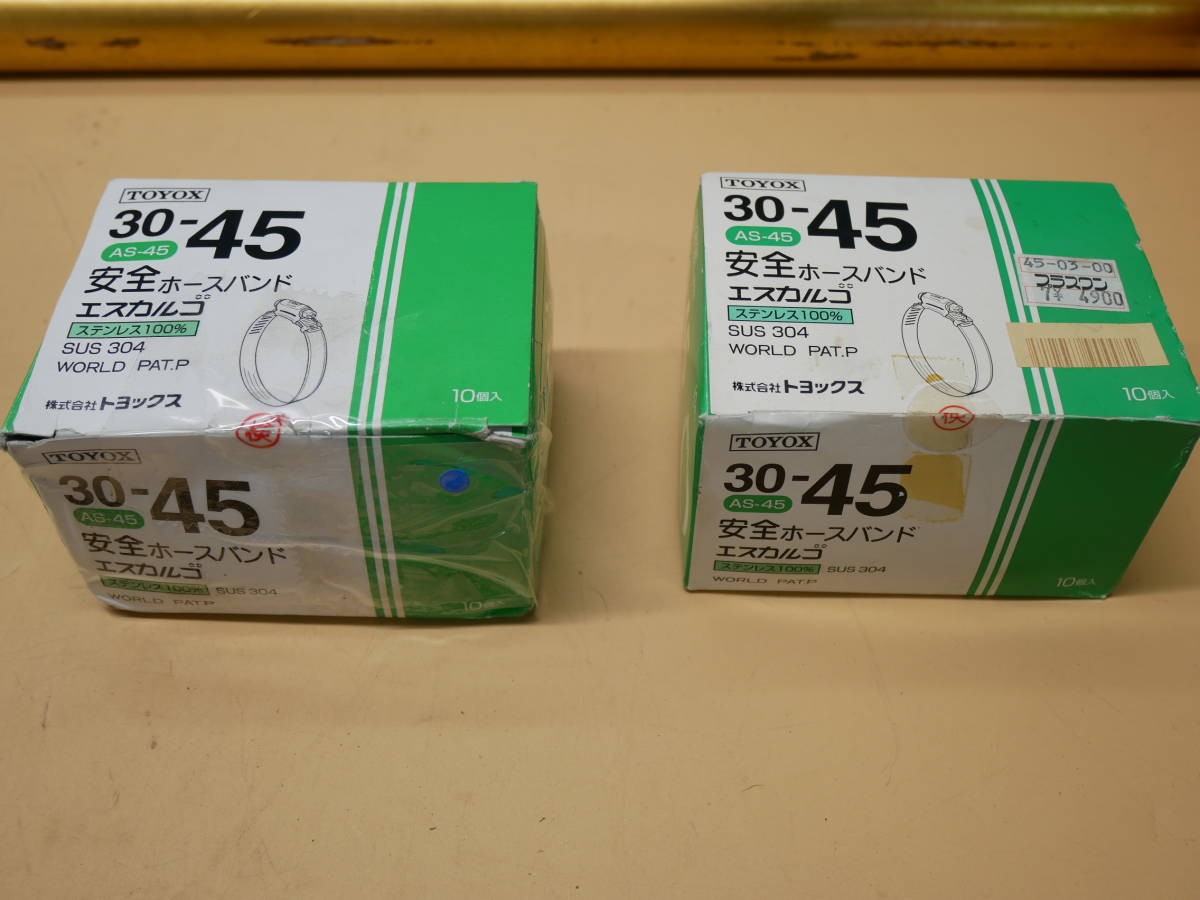 TOYOX
30-45
AS-45
安全ホースバンド
エスカルゴ
ステンレス100%
SUS 304
WORLD PAT.P
株式会社トヨックス
10個入
TOYOX
30-45
AS-45
安全ホースバンド
エスカルゴ
ステンレス100% SUS 304
WORLD PAT.P
10
TOYOX
30-45
AS-45
安全ホースバンド
エスカルゴ
ステンレス100%
SUS 304
WORLD PAT.P
株式会社トヨックス
10個入
45-03-00
プラスワン
7¥ 4900
TOYOX
30-45
AS-45
安全ホースバンド
エスカルゴ
ステンレス100% SUS 304
WORLD PAT.P
10個入